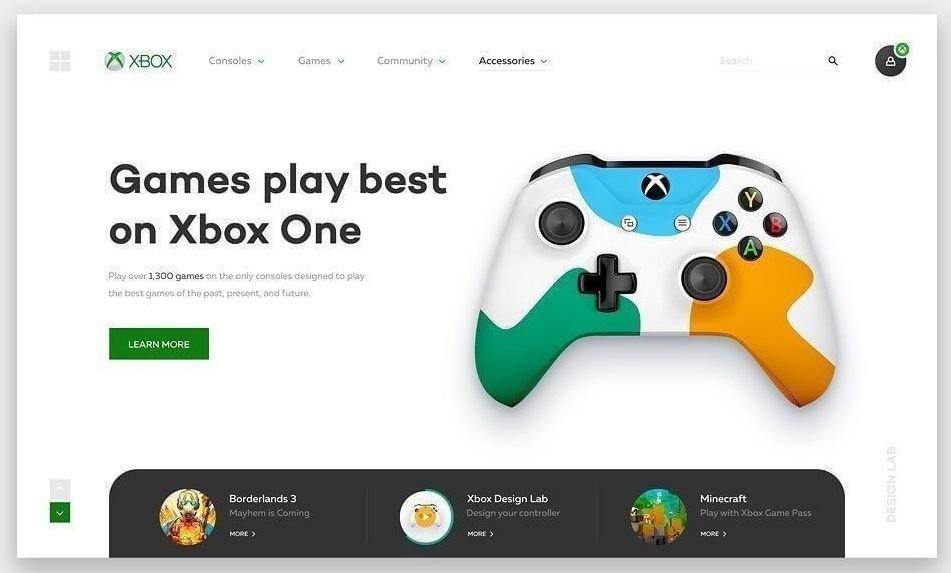 XBOX
Consoles
Games
Community
Accessories
Search
Games play best
on Xbox One
Play over 1,300 games on the only consoles designed to play
the best games of the past, present, and future.
LEARN MORE
Y
X
B
A
DESIGN LAB
Borderlands 3
Mayhem is Coming
MORE
Xbox Design Lab
Design your controller
MORE
Minecraft
Play with Xbox Game Pass
MORE